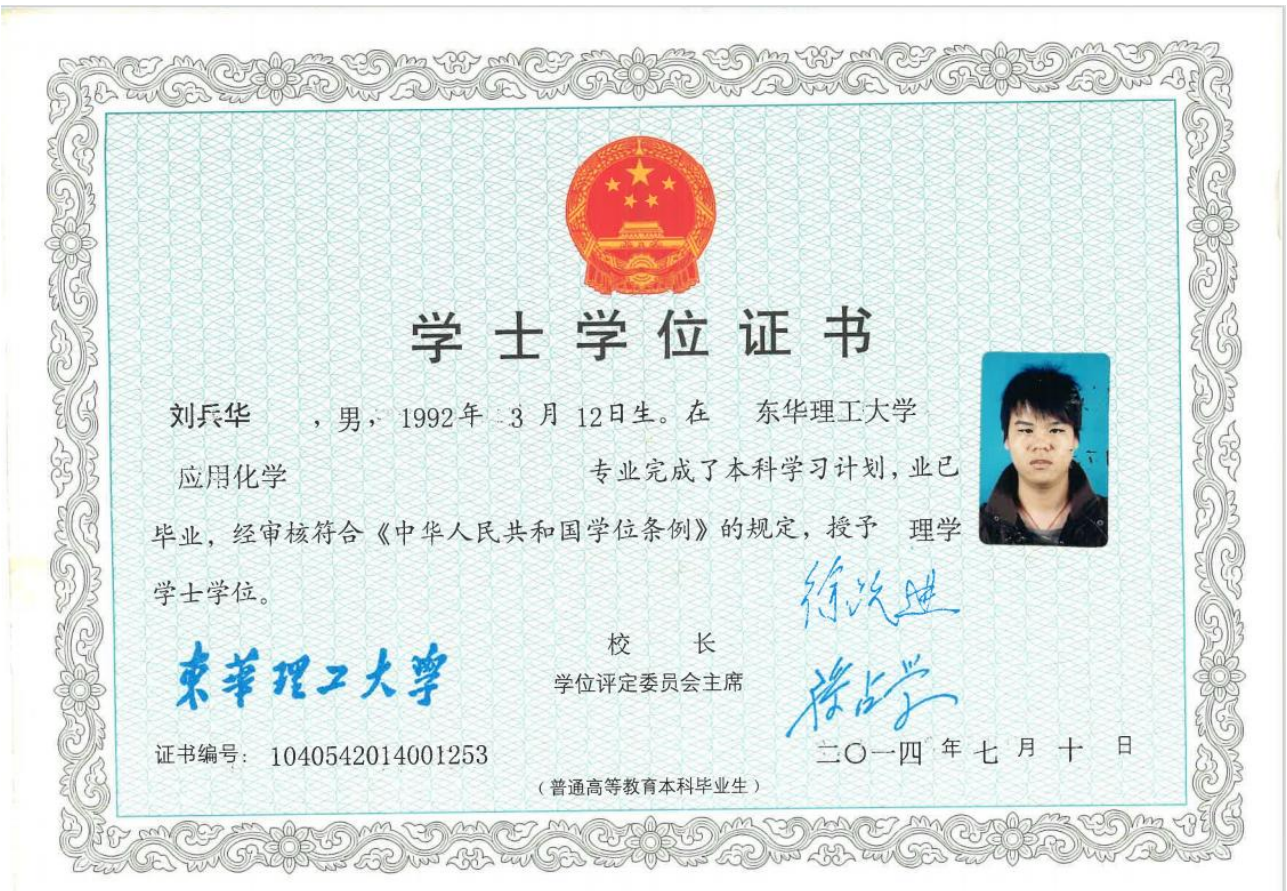 学士学位证书
刘兵华 ，男，1992年 3 月 12日生。在 东华理工大学
应用化学 专业完成了本科学习计划，业已
毕业，经审核符合《中华人民共和国学位条例》的规定，授予 理学
学士学位。
校 长
東華理工大學
学位评定委员会主席
证书编号：1040542014001253
二〇一四 年 七 月 十 日
（普通高等教育本科毕业生）